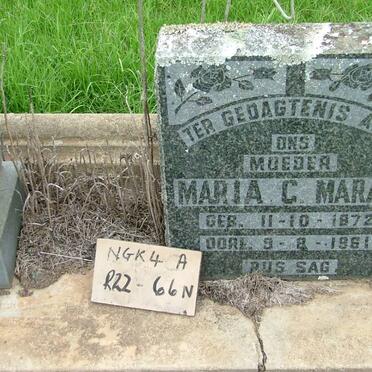 TER GEDAGTENIS A
ONS
MOEDER
MARIA C. MARA
GEB. 11-10-1872
OORL. 9-8-1961
RUS SAG
NGK4 A
R22-66N